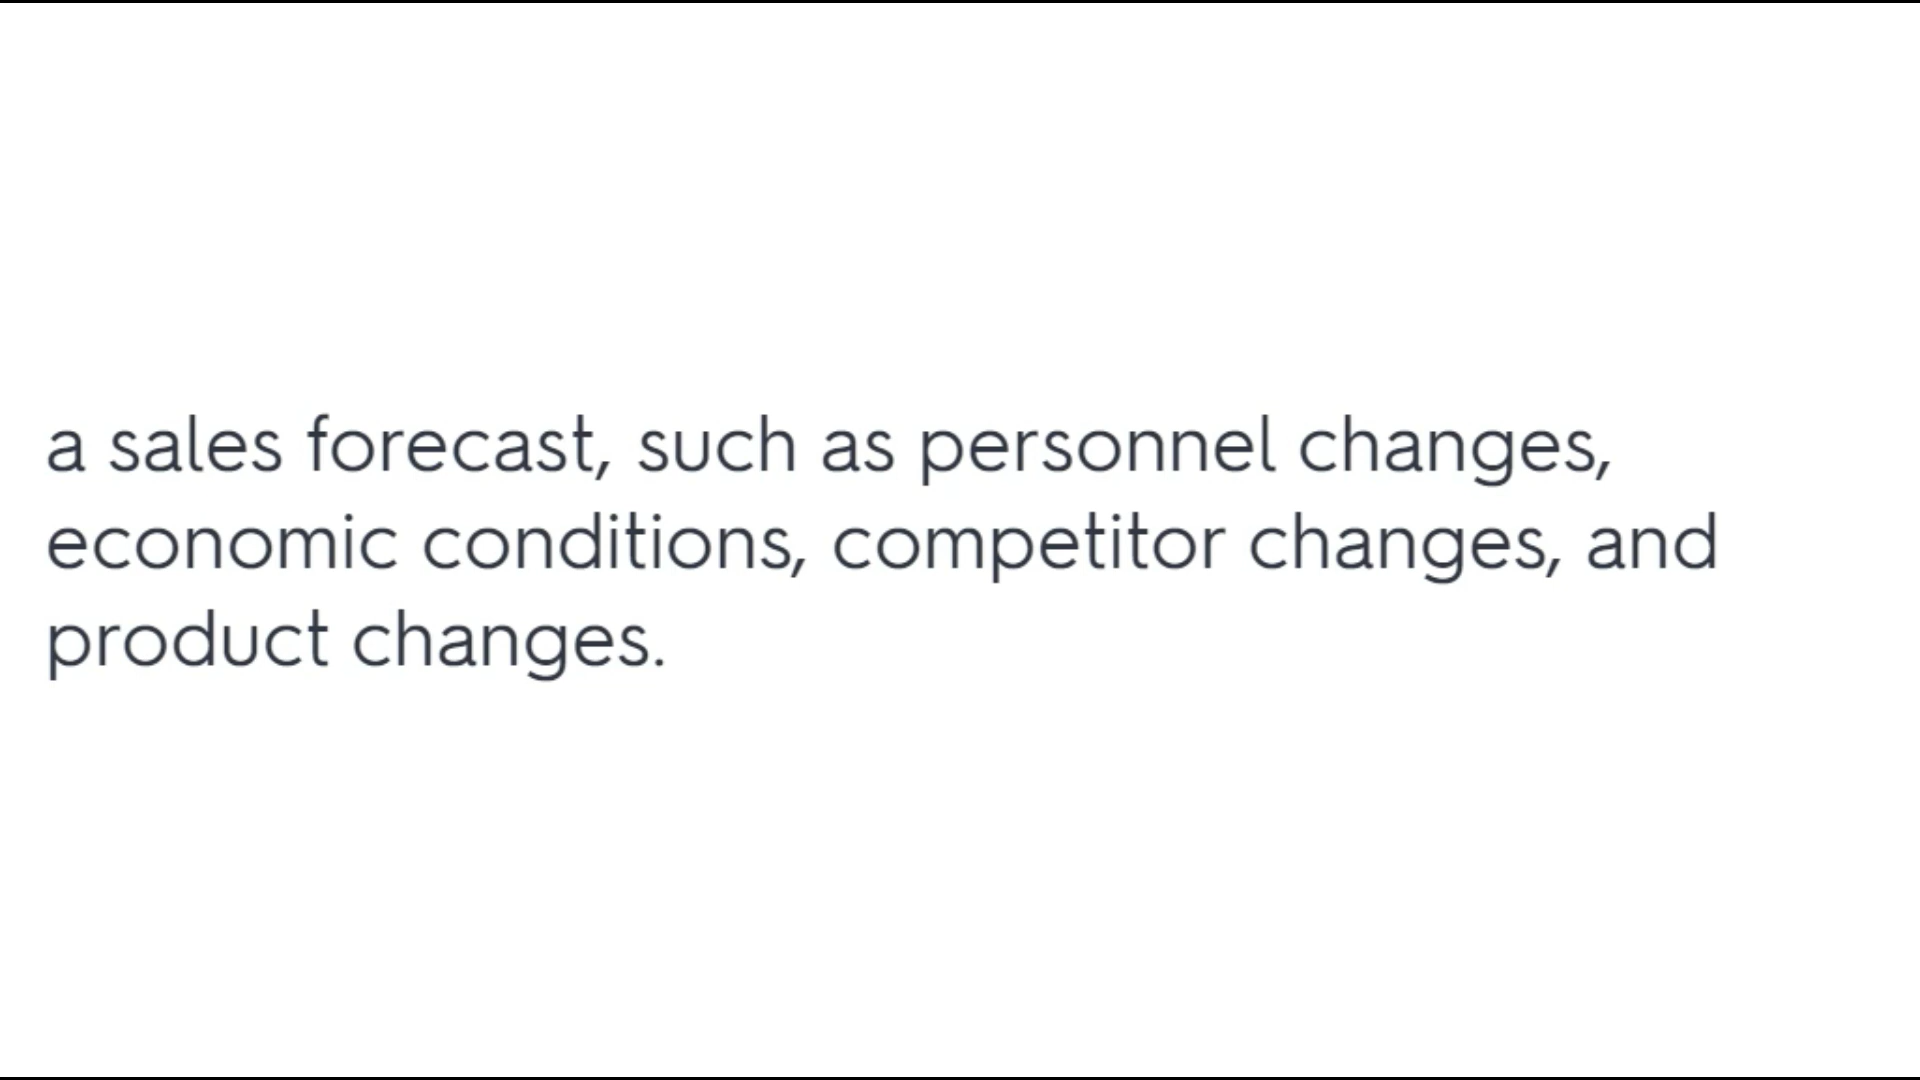 a sales forecast, such as personnel changes,
economic conditions, competitor changes, and
product changes.